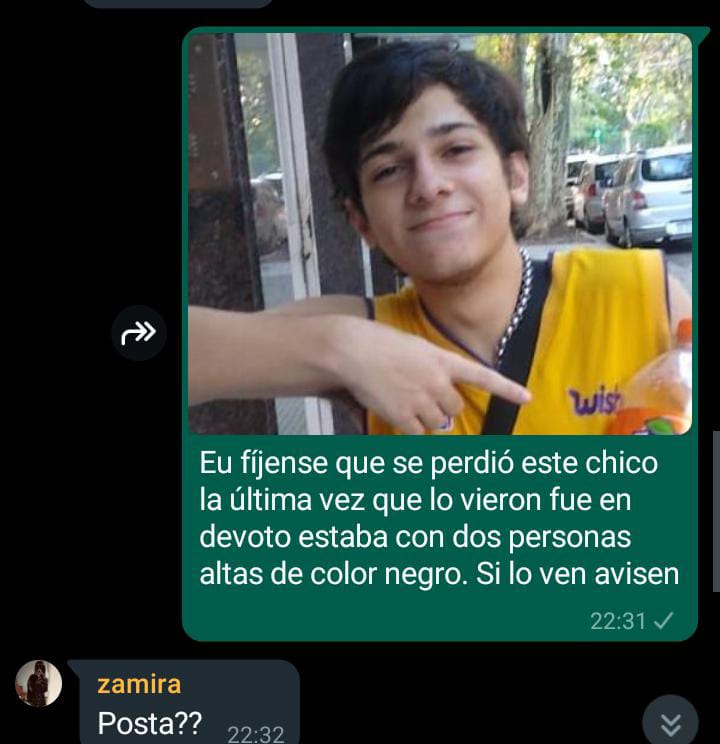 wish
Eu fíjense que se perdió este chico
la última vez que lo vieron fue en
devoto estaba con dos personas
altas de color negro. Si lo ven avisen
22:31
zamira
Posta??
22:32